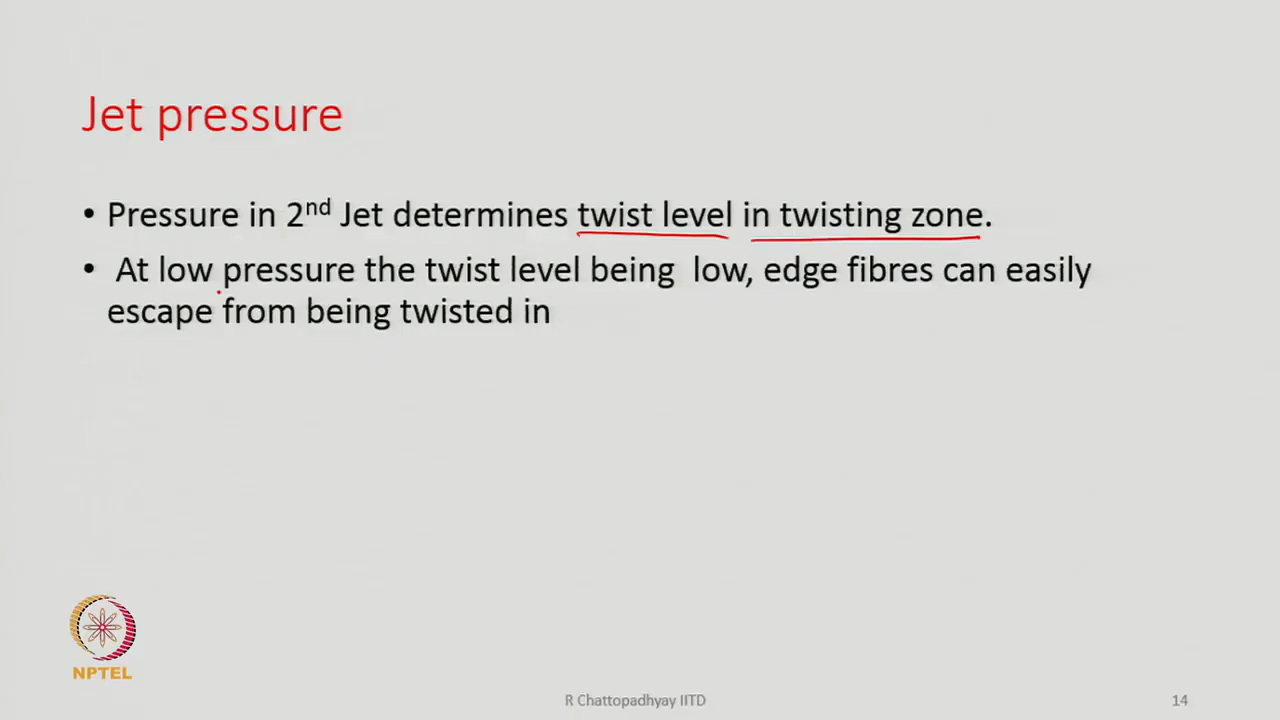 Jet pressure
• Pressure in 2nd Jet determines twist level in twisting zone.
• At low pressure the twist level being low, edge fibres can easily
escape from being twisted in
NPTEL
R Chattopadhyay IITD
14